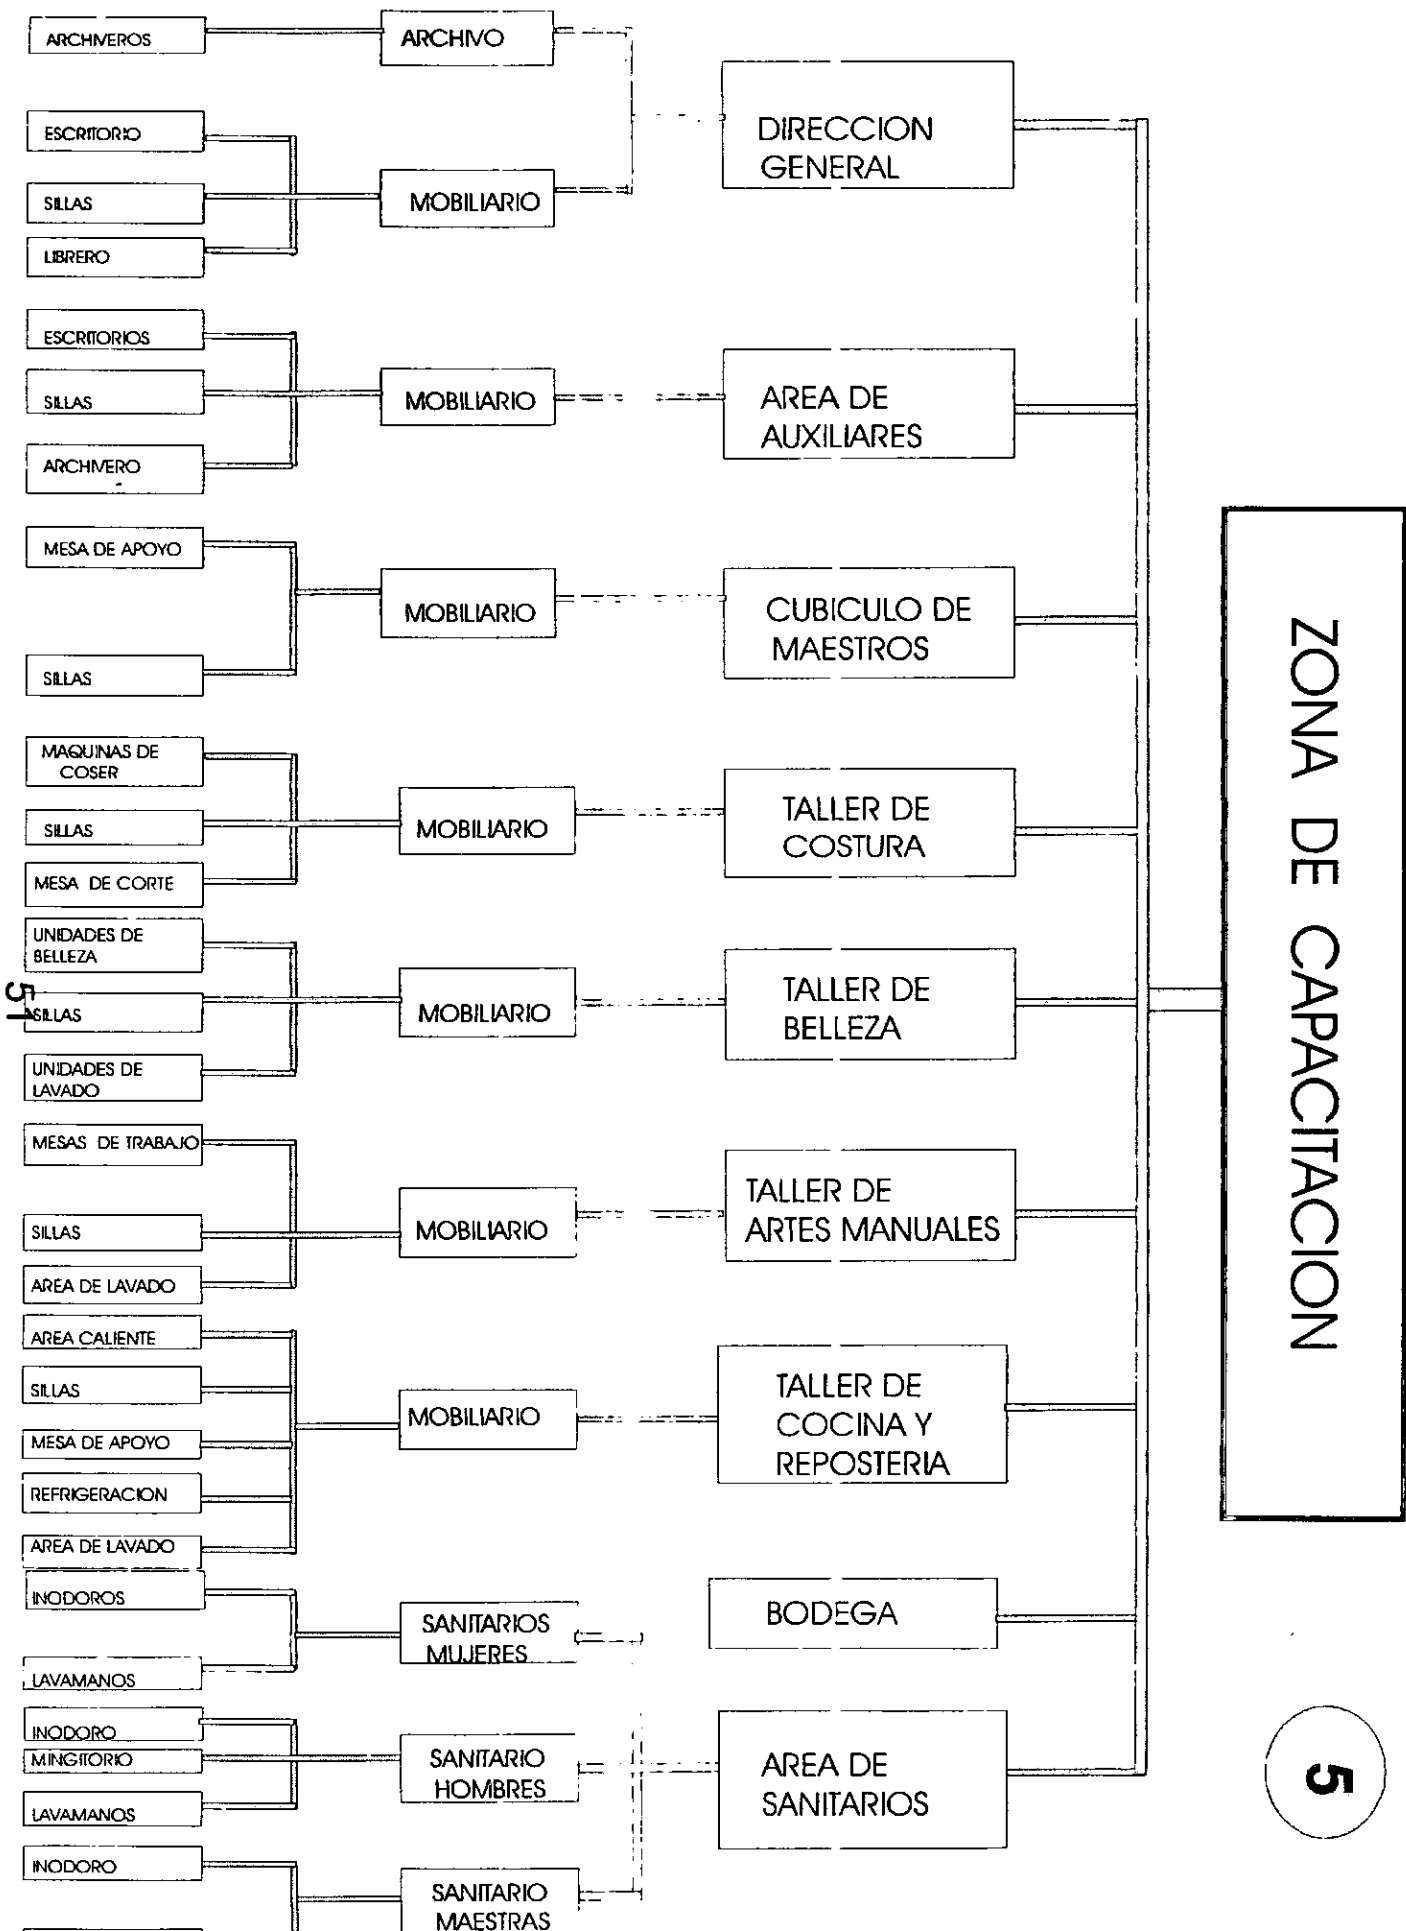 ARCHIVEROS
ARCHIVO
ESCRITORIO
SILLAS
LIBRERO
MOBILIARIO
DIRECCION
GENERAL
ESCRITORIOS
SILLAS
ARCHIVERO
MOBILIARIO
AREA DE
AUXILIARES
MESA DE APOYO
SILLAS
MOBILIARIO
CUBICULO DE
MAESTROS
MAQUINAS DE
COSER
SILLAS
MESA DE CORTE
MOBILIARIO
TALLER DE
COSTURA
UNIDADES DE
BELLEZA
SILLAS
UNIDADES DE
LAVADO
MOBILIARIO
TALLER DE
BELLEZA
MESAS DE TRABAJO
SILLAS
AREA DE LAVADO
MOBILIARIO
TALLER DE
ARTES MANUALES
AREA CALIENTE
SILLAS
MESA DE APOYO
REFRIGERACION
AREA DE LAVADO
MOBILIARIO
TALLER DE
COCINA Y
REPOSTERIA
BODEGA
INODOROS
LAVAMANOS
SANITARIOS
MUJERES
INODORO
MINGITORIO
LAVAMANOS
SANITARIO
HOMBRES
INODORO
SANITARIO
MAESTRAS
AREA DE
SANITARIOS
ZONA DE CAPACITACION
5
51